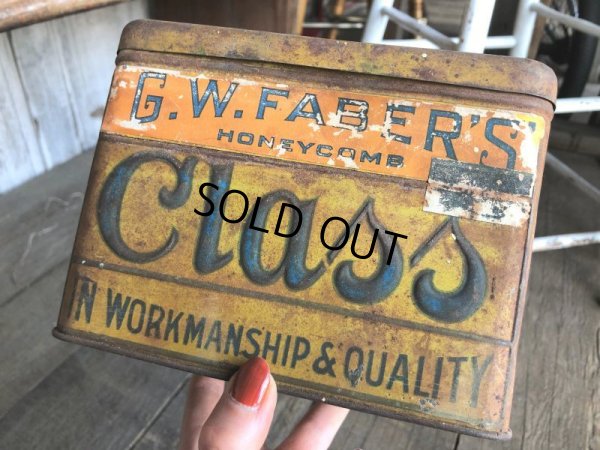 G.W. FABER'S
HONEYCOMB
Class
SOLD OUT
IN WORKMANSHIP & QUALITY